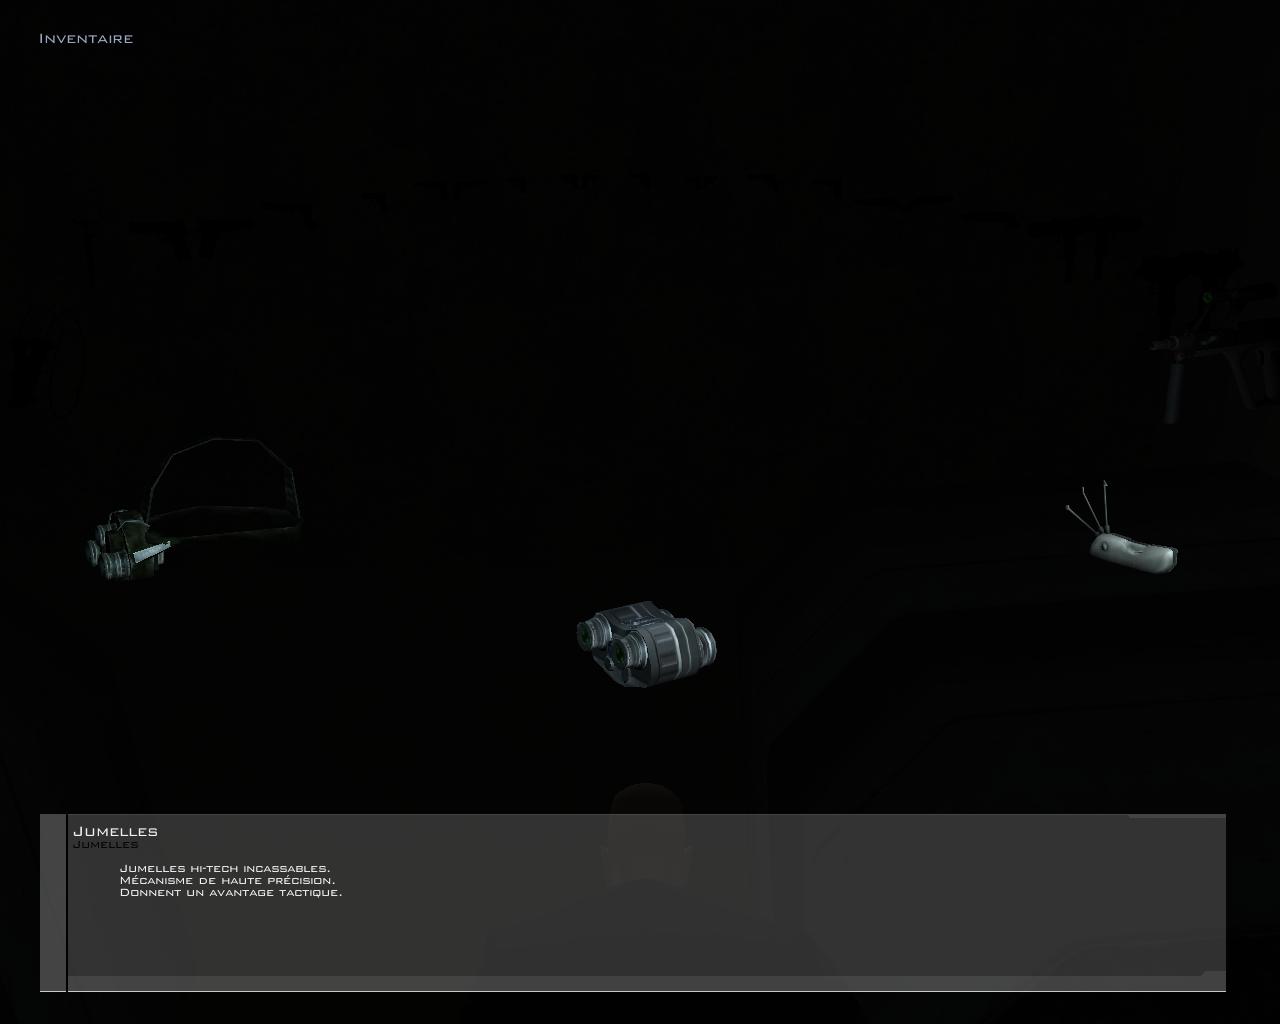 Inventaire
Jumelles
Jumelles
Jumelles hi-tech incassables.
Mécanisme de haute précision.
Donnent un avantage tactique.